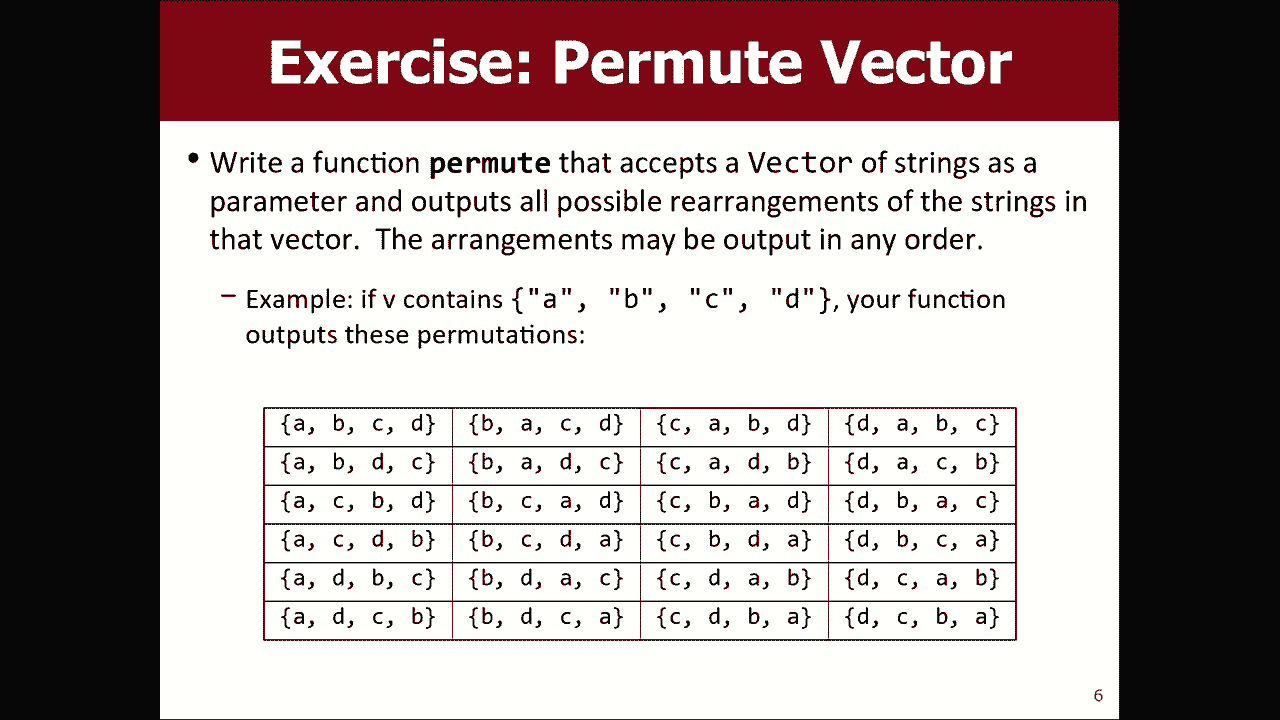 Exercise: Permute Vector
• Write a function permute that accepts a Vector of strings as a
parameter and outputs all possible rearrangements of the strings in
that vector. The arrangements may be output in any order.
– Example: if v contains {"a", "b", "c", "d"}, your function
outputs these permutations:
{a, b, c, d} {b, a, c, d} {c, a, b, d} {d, a, b, c}
{a, b, d, c} {b, a, d, c} {c, a, d, b} {d, a, c, b}
{a, c, b, d} {b, c, a, d} {c, b, a, d} {d, b, a, c}
{a, c, d, b} {b, c, d, a} {c, b, d, a} {d, b, c, a}
{a, d, b, c} {b, d, a, c} {c, d, a, b} {d, c, a, b}
{a, d, c, b} {b, d, c, a} {c, d, b, a} {d, c, b, a}
6